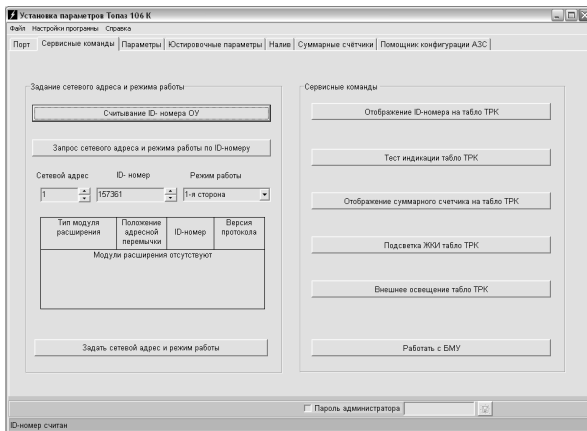 Установка параметров Топаз 106 К
Файл Настройки программы Справка
Порт Сервисные команды Параметры Юстировочные параметры Налив Суммарные счётчики Помощник конфигурации АЗС
Задание сетевого адреса и режима работы
Считывание ID- номера ОУ
Запрос сетевого адреса и режима работы по ID-номеру
Сетевой адрес ID- номер Режим работы
1 157361 1-я сторона
Тип модуля расширения Положение адресной перемычки ID-номер Версия протокола
Модули расширения отсутствуют
Задать сетевой адрес и режим работы
Сервисные команды
Отображение ID-номера на табло ТРК
Тест индикации табло ТРК
Отображение суммарного счетчика на табло ТРК
Подсветка ЖКИ табло ТРК
Внешнее освещение табло ТРК
Работать с БМУ
Пароль администратора
ID-номер считан